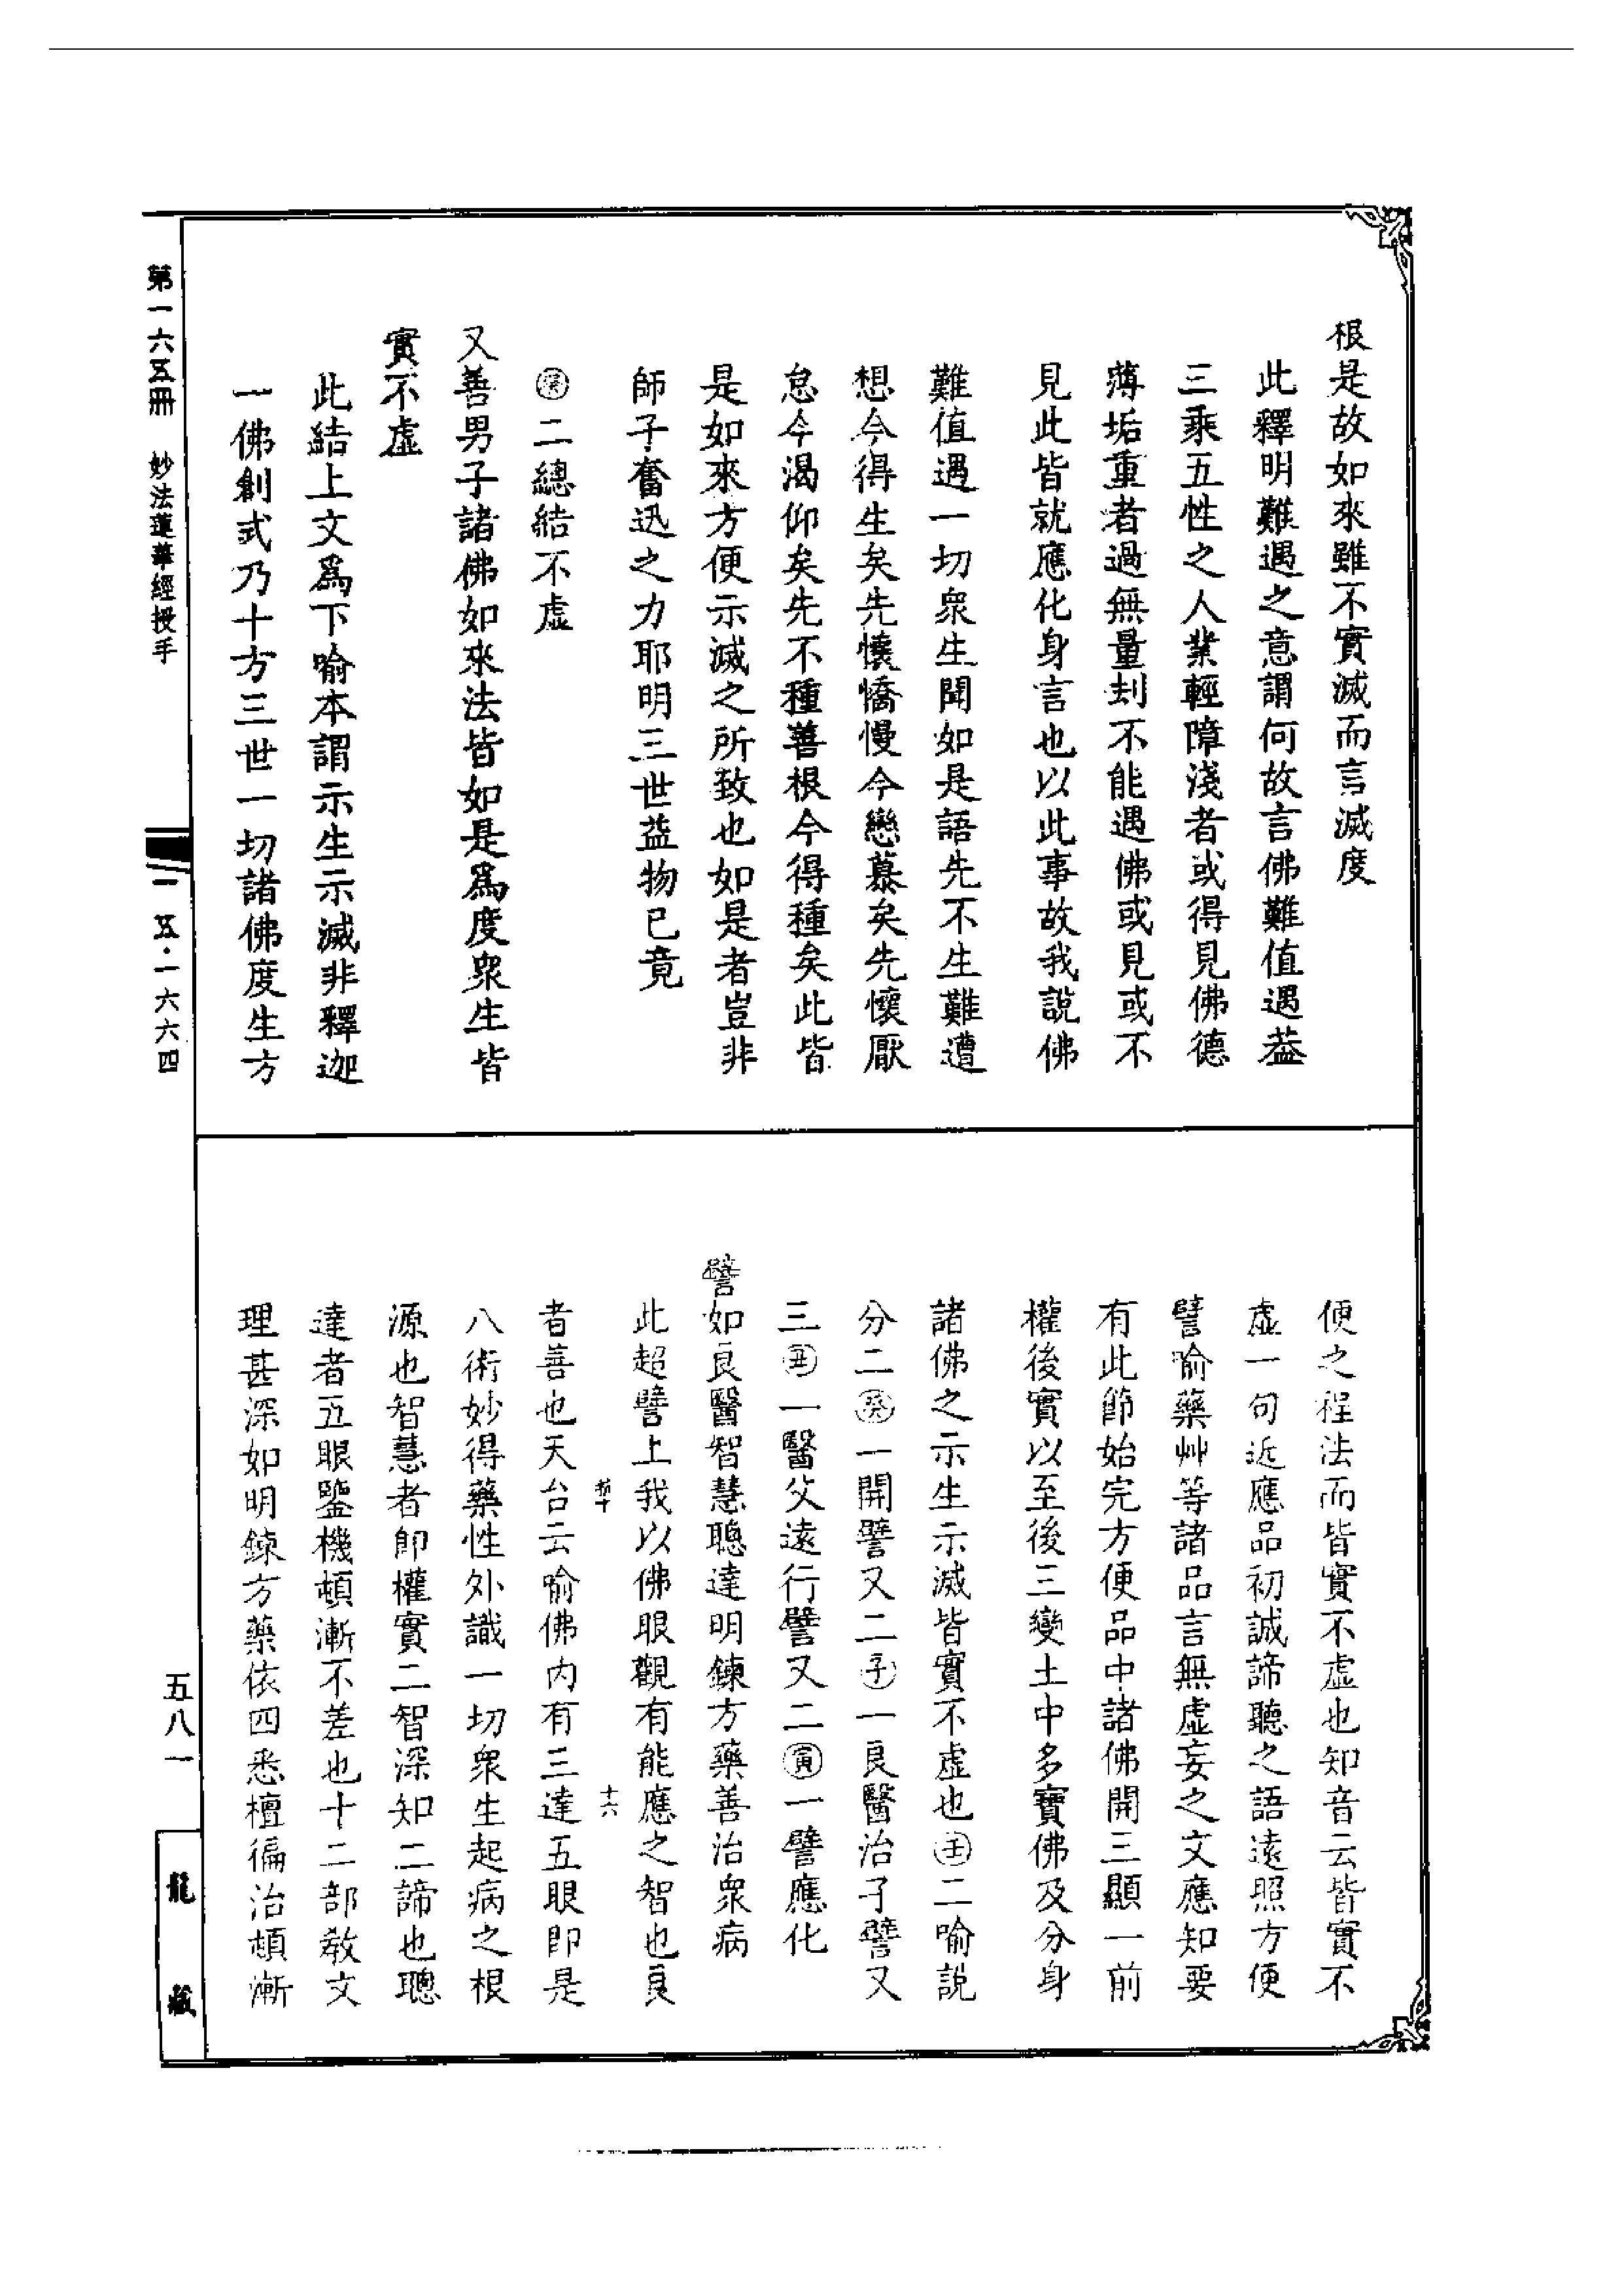 根是故如來雖不實滅而言滅度
此釋明難遇之意謂何故言佛難值遇葢
三乘五性之人業輕障淺者或得見佛德
薄垢重者過無量刦不能遇佛或見或不
見此皆就應化身言也以此事故我說佛
難值遇一切衆生聞如是語先不生難遭
想今得生矣先懷憍慢今戀慕矣先懷厭
怠今渴仰矣先不種善根今得種矣此皆
是如來方便示滅之所致也如是者豈非
師子奮迅之力耶明三世益物已竟
㊛二總結不虛
又善男子諸佛如來法皆如是爲度衆生皆
實不虛
此結上文爲下喻本謂示生示滅非釋迦
一佛創式乃十方三世一切諸佛度生方
便之程法而皆實不虛也知音云皆實不
虛一句近應品初誠諦聽之語遠照方便
譬喻藥艸等諸品言無虛妄之文應知要
有此節始完方便品中諸佛開三顯一前
權後實以至後三變土中多寶佛及分身
諸佛之示生示滅皆實不虛也壬二喻說
分二癸一開譬又二子一良醫治子譬又
三丑一醫父遠行譬又二寅一譬應化
譬如良醫智慧聰達明鍊方藥善治衆病
此超譬上我以佛眼觀有能應之智也良
者善也天台云喻佛内有三達五眼即是
八術妙得藥性外識一切衆生起病之根
源也智慧者即權實二智深知二諦也聰
達者五眼鑒機頓漸不差也十二部敎文
理甚深如明鍊方藥依四悉檀徧治頓漸
十六
第一六五冊 妙法蓮華經授手
一五·一六六四
五八一
龍藏